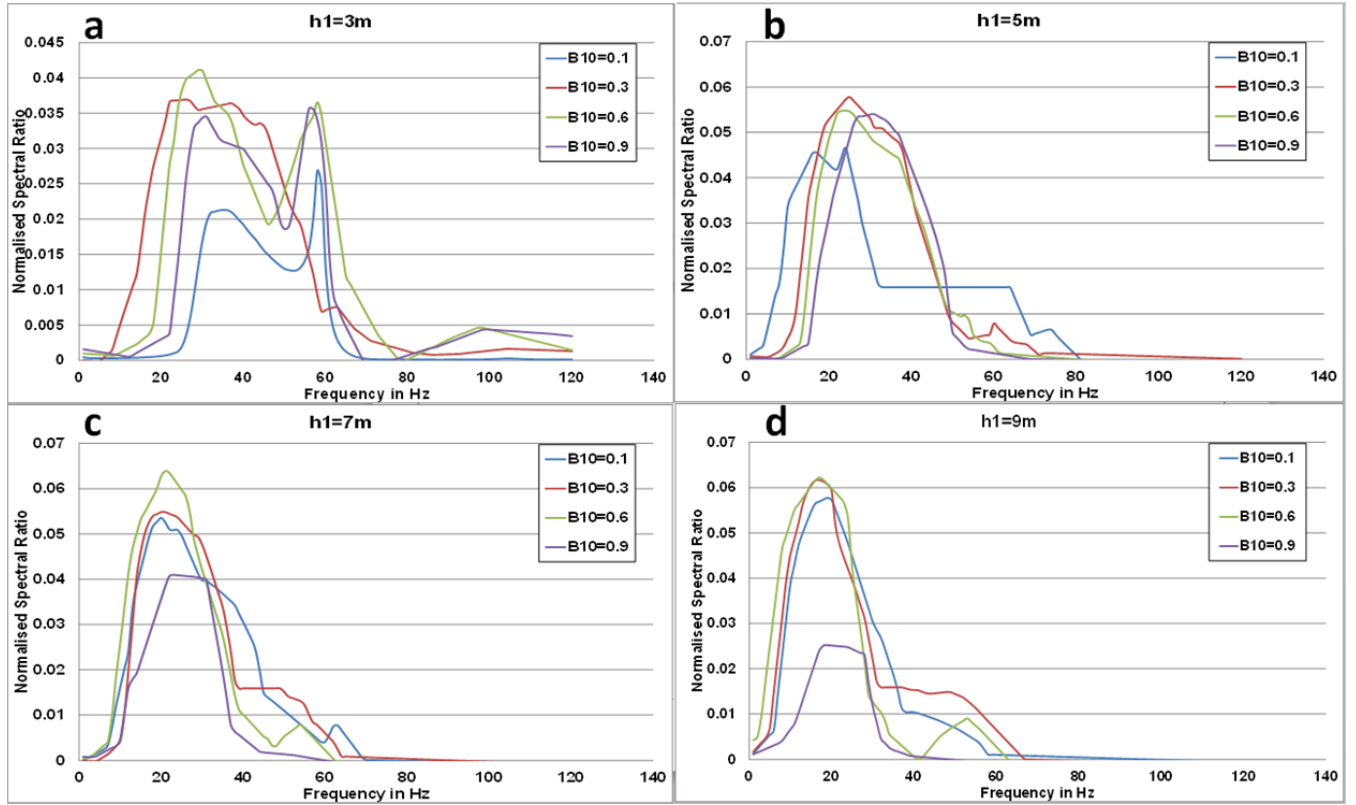 a
h1=3m
Normalised Spectral Ratio
0.045
0.04
0.035
0.03
0.025
0.02
0.015
0.01
0.005
0
B10=0.1
B10=0.3
B10=0.6
B10=0.9
0 20 40 60 80 100 120 140
Frequency in Hz
b
h1=5m
Normalised Spectral Ratio
0.07
0.06
0.05
0.04
0.03
0.02
0.01
0
B10=0.1
B10=0.3
B10=0.6
B10=0.9
0 20 40 60 80 100 120 140
Frequency in Hz
c
h1=7m
Normalised Spectral Ratio
0.07
0.06
0.05
0.04
0.03
0.02
0.01
0
B10=0.1
B10=0.3
B10=0.6
B10=0.9
0 20 40 60 80 100 120 140
Frequency in Hz
d
h1=9m
Normalised Spectral Ratio
0.07
0.06
0.05
0.04
0.03
0.02
0.01
0
B10=0.1
B10=0.3
B10=0.6
B10=0.9
0 20 40 60 80 100 120 140
Frequency in Hz